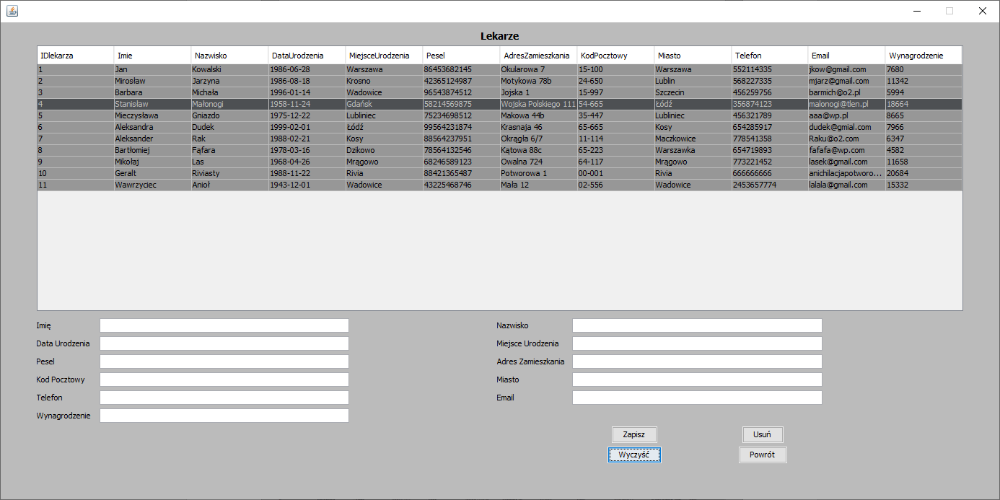 Lekarze
IDlekarza Imie Nazwisko DataUrodzenia MiejsceUrodzenia Pesel AdresZamieszkania KodPocztowy Miasto Telefon Email Wynagrodzenie
1 Jan Kowalski 1986-06-28 Warszawa 86453682145 Okularowa 7 15-100 Warszawa 552114335 jkow@gmail.com 7680
2 Mirosław Jarzyna 1986-08-18 Krosno 42365124987 Motykowa 78b 24-650 Lublin 568227335 mjarz@gmail.com 11342
3 Barbara Michała 1996-01-14 Wadowice 96543874512 Jojska 1 15-997 Szczecin 456259756 barmich@o2.pl 5994
4 Stanisław Małonogi 1958-11-24 Gdańsk 58214569875 Wojska Polskiego 111 54-665 Łódź 356874123 malonogi@tlen.pl 18664
5 Mieczysława Gniazdo 1975-12-22 Lubliniec 75234698512 Makowa 44b 35-447 Lubliniec 456321789 aaa@wp.pl 8665
6 Aleksandra Dudek 1999-02-01 Łódź 99564231874 Krasnaja 46 65-665 Kosy 654285917 dudek@gmial.com 7966
7 Aleksander Rak 1988-02-21 Kosy 88564237951 Okrągła 6/7 11-114 Maczkowice 778541358 Raku@o2.com 6347
8 Bartłomiej Fąfara 1978-03-16 Dzikowo 78564132546 Kątowa 88c 65-223 Warszawka 654719893 fafafa@wp.com 4582
9 Mikołaj Las 1968-04-26 Mrągowo 68246589123 Owalna 724 64-117 Mrągowo 773221452 lasek@gmail.com 11658
10 Geralt Riviasty 1988-11-22 Rivia 88421365487 Potworowa 1 00-001 Rivia 666666666 anichilacjapotworo... 20684
11 Wawrzyciec Anioł 1943-12-01 Wadowice 43225468746 Mała 12 02-556 Wadowice 2453657774 lalala@gmail.com 15332
Imię Nazwisko
Data Urodzenia Miejsce Urodzenia
Pesel Adres Zamieszkania
Kod Pocztowy Miasto
Telefon Email
Wynagrodzenie
Zapisz Usuń
Wyczyść Powrót